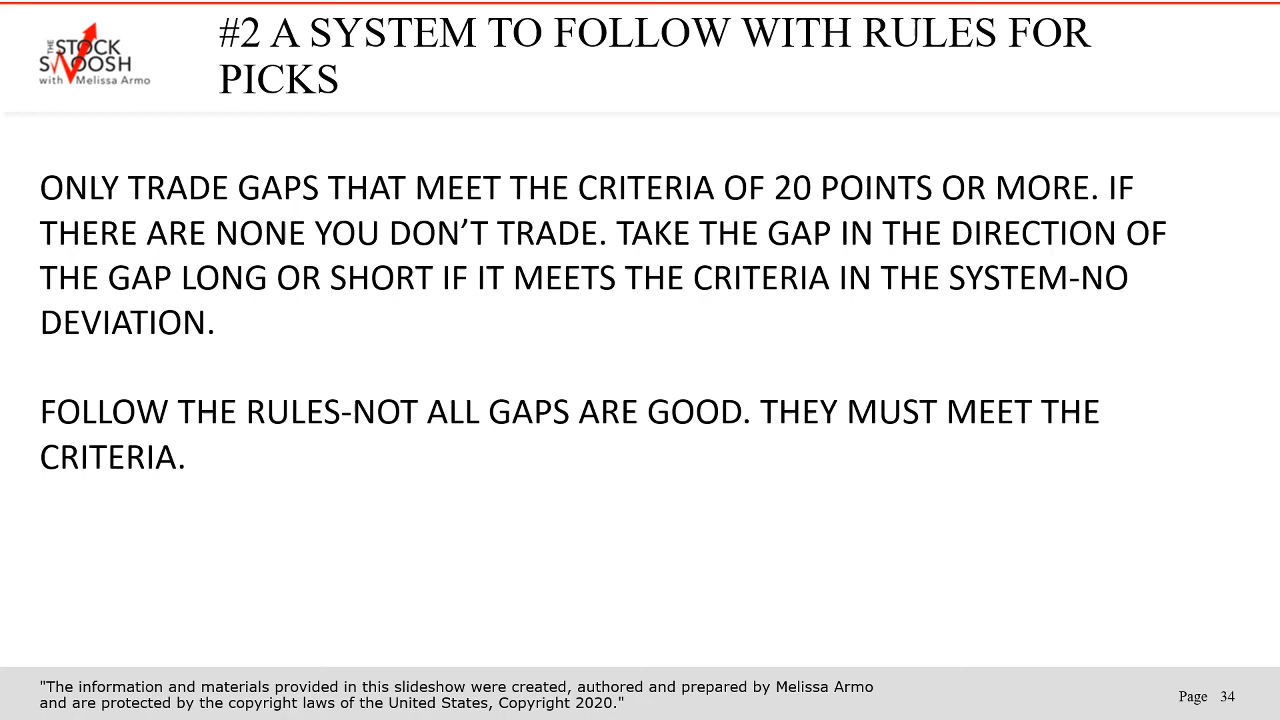 #2 A SYSTEM TO FOLLOW WITH RULES FOR
PICKS
THE STOCK
SWOOSH
with Melissa Armo
ONLY TRADE GAPS THAT MEET THE CRITERIA OF 20 POINTS OR MORE. IF
THERE ARE NONE YOU DON’T TRADE. TAKE THE GAP IN THE DIRECTION OF
THE GAP LONG OR SHORT IF IT MEETS THE CRITERIA IN THE SYSTEM-NO
DEVIATION.
FOLLOW THE RULES-NOT ALL GAPS ARE GOOD. THEY MUST MEET THE
CRITERIA.
"The information and materials provided in this slideshow were created, authored and prepared by Melissa Armo
and are protected by the copyright laws of the United States, Copyright 2020."
Page 34